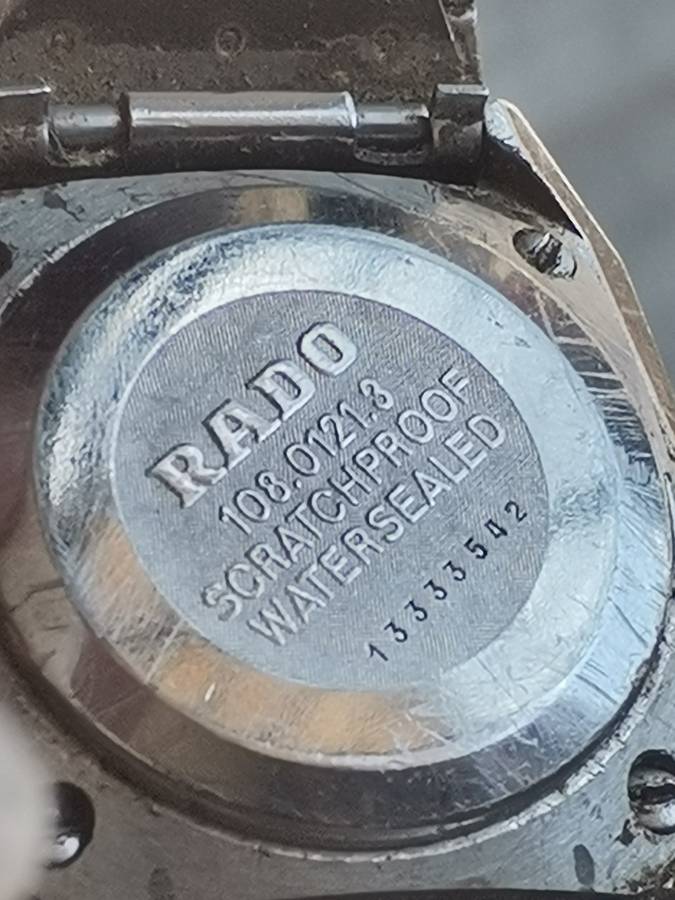 RADO
108.0121.3
SCRATCHPROOF
WATERSEALED
13333542